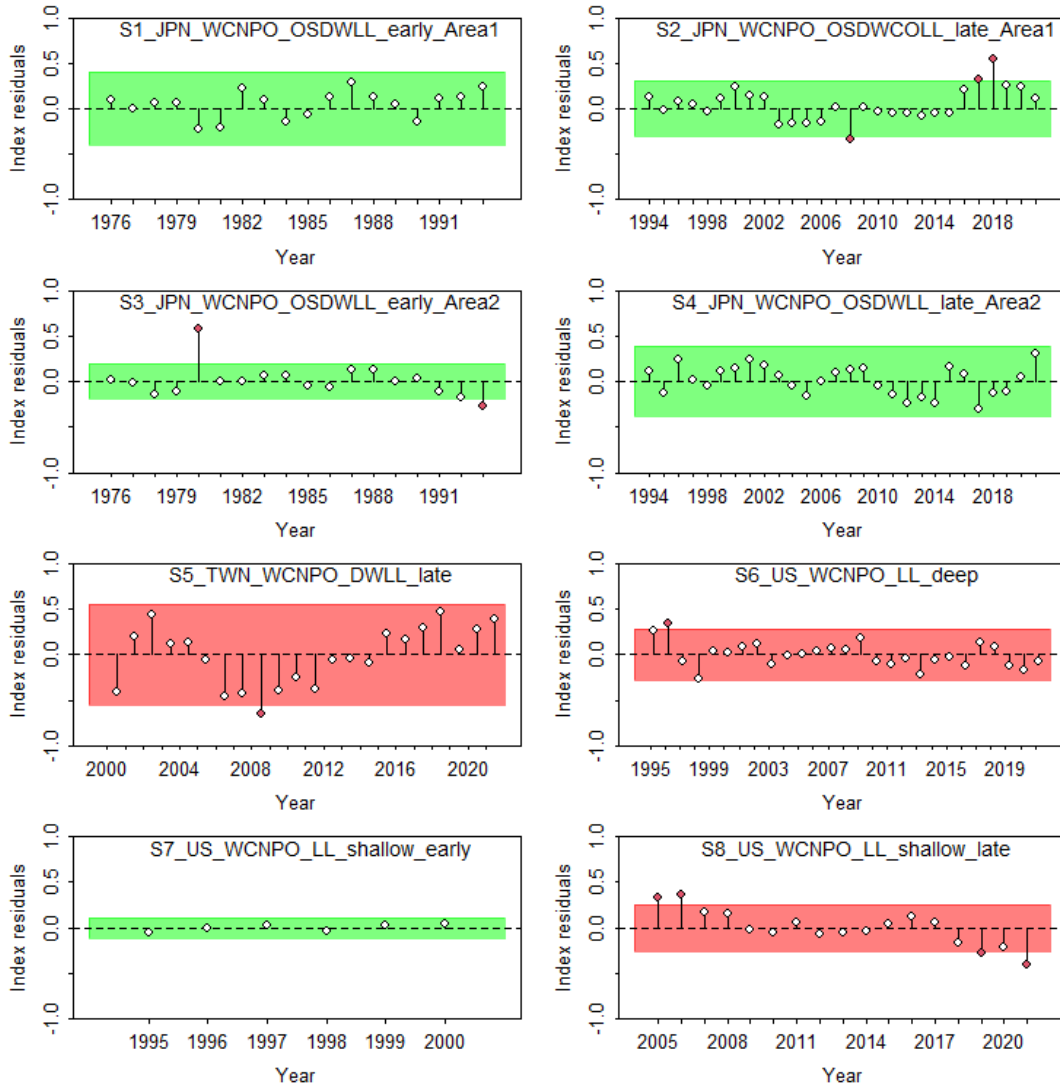 S1_JPN_WCNPO_OSDWLL_early_Area1
Index residuals
1.0
0.5
0.0
-1.0
1976 1979 1982 1985 1988 1991
Year
S2_JPN_WCNPO_OSDWCOLL_late_Area1
Index residuals
1.0
0.5
0.0
-1.0
1994 1998 2002 2006 2010 2014 2018
Year
S3_JPN_WCNPO_OSDWLL_early_Area2
Index residuals
1.0
0.5
0.0
-1.0
1976 1979 1982 1985 1988 1991
Year
S4_JPN_WCNPO_OSDWLL_late_Area2
Index residuals
1.0
0.5
0.0
-1.0
1994 1998 2002 2006 2010 2014 2018
Year
S5_TWN_WCNPO_DWLL_late
Index residuals
1.0
0.5
0.0
-1.0
2000 2004 2008 2012 2016 2020
Year
S6_US_WCNPO_LL_deep
Index residuals
1.0
0.5
0.0
-1.0
1995 1999 2003 2007 2011 2015 2019
Year
S7_US_WCNPO_LL_shallow_early
Index residuals
1.0
0.5
0.0
-1.0
1995 1996 1997 1998 1999 2000
Year
S8_US_WCNPO_LL_shallow_late
Index residuals
1.0
0.5
0.0
-1.0
2005 2008 2011 2014 2017 2020
Year